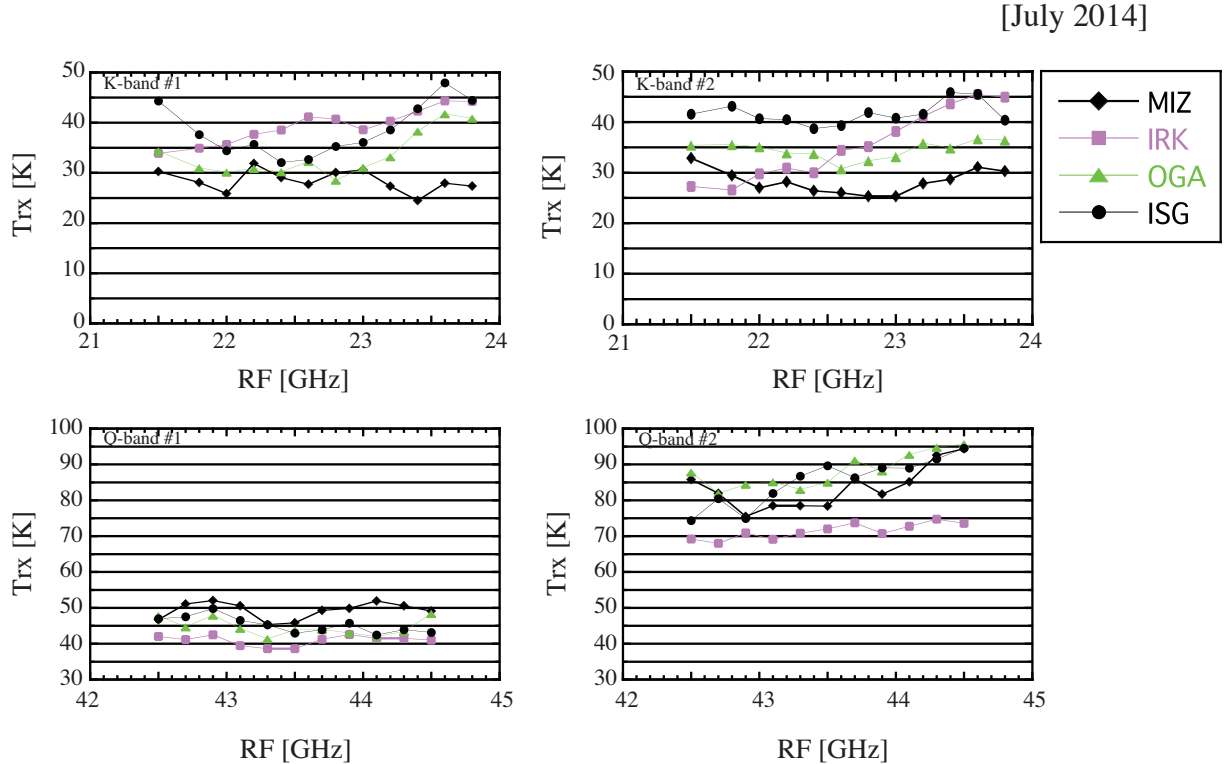 [July 2014]
K-band #1
50
40
30
20
10
0
Trx [K]
21
22
23
24
RF [GHz]
K-band #2
50
40
30
20
10
0
Trx [K]
21
22
23
24
RF [GHz]
MIZ
IRK
OGA
ISG
Q-band #1
100
90
80
70
60
50
40
30
Trx [K]
42
43
44
45
RF [GHz]
Q-band #2
100
90
80
70
60
50
40
30
Trx [K]
42
43
44
45
RF [GHz]